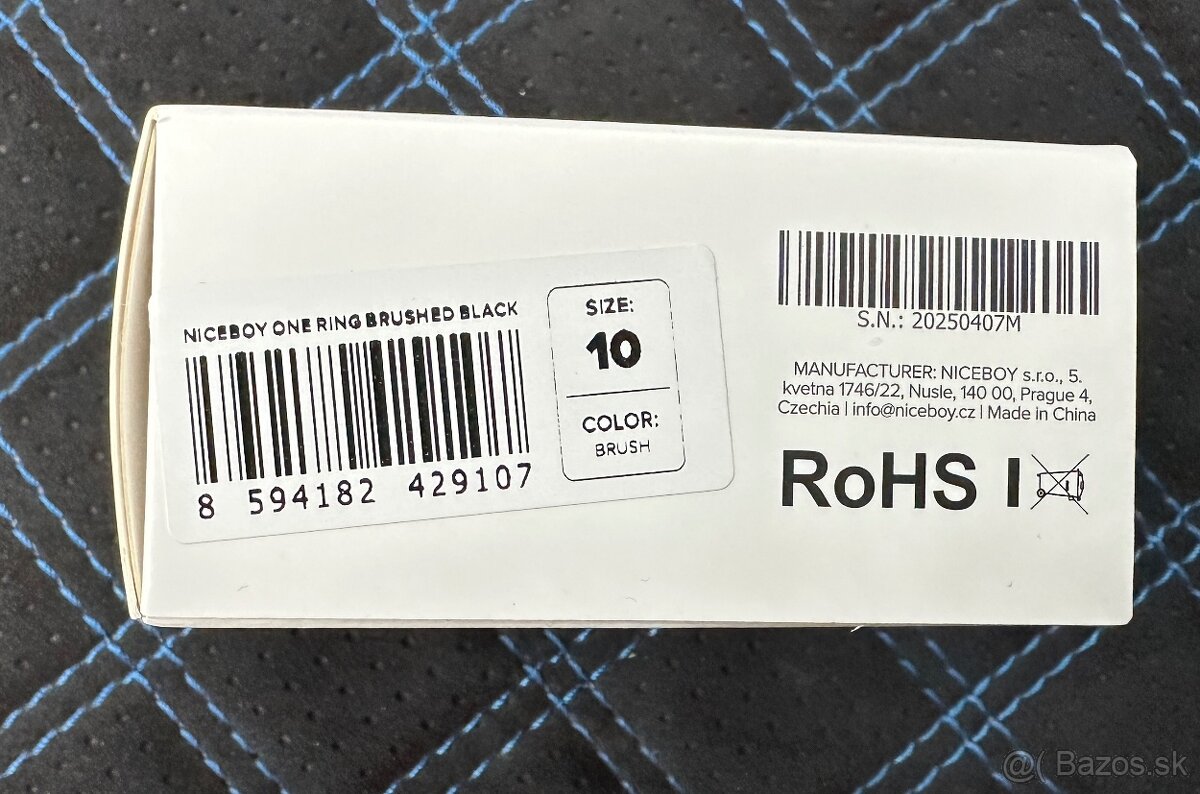 NICEBOY ONE RING BRUSHED BLACK
8 594182 429107
SIZE:
10
COLOR:
BRUSH
S.N.: 20250407M
MANUFACTURER: NICEBOY s.r.o., 5.
kvetna 1746/22, Nusle, 140 00, Prague 4,
Czechia | info@niceboy.cz | Made in China
RoHS I
@( Bazos.sk